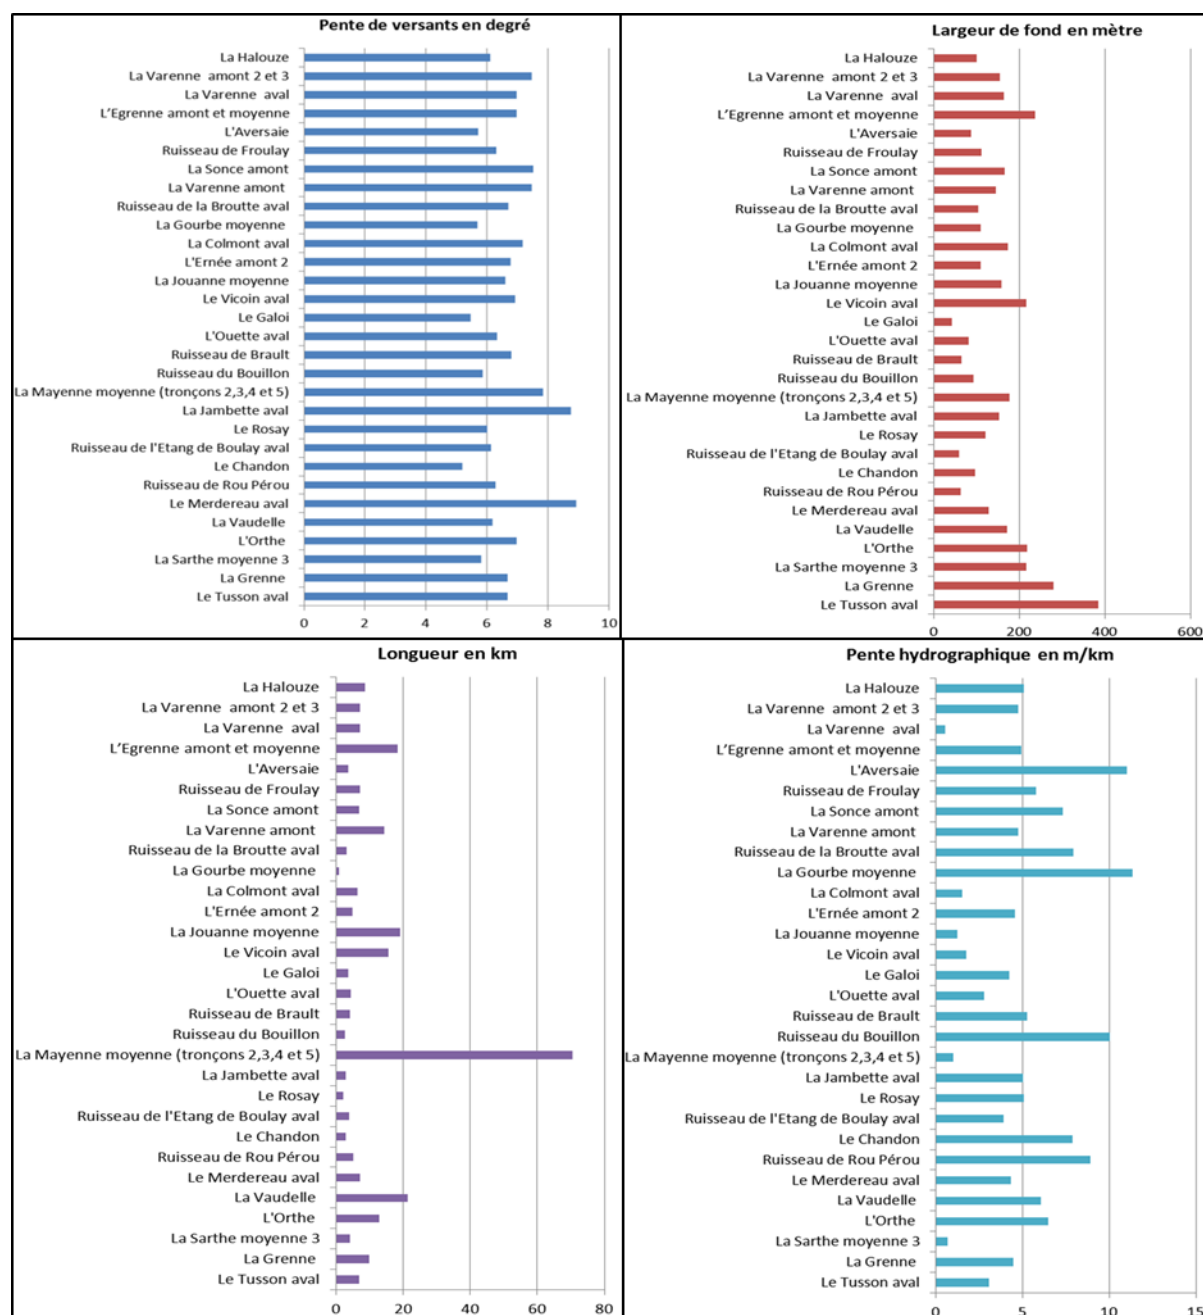 Pente de versants en degré
La Halouze
La Varenne amont 2 et 3
La Varenne aval
L'Egrenne amont et moyenne
L'Aversaie
Ruisseau de Froulay
La Sonce amont
La Varenne amont
Ruisseau de la Broutte aval
La Gourbe moyenne
La Colmont aval
L'Ernée amont 2
La Jouanne moyenne
Le Vicoin aval
Le Galoi
L'Ouette aval
Ruisseau de Brault
Ruisseau du Bouillon
La Mayenne moyenne (tronçons 2,3,4 et 5)
La Jambette aval
Le Rosay
Ruisseau de l'Etang de Boulay aval
Le Chandon
Ruisseau de Rou Pérou
Le Merdereau aval
La Vaudelle
L'Orthe
La Sarthe moyenne 3
La Grenne
Le Tusson aval
0 2 4 6 8 10
Largeur de fond en mètre
La Halouze
La Varenne amont 2 et 3
La Varenne aval
L'Egrenne amont et moyenne
L'Aversaie
Ruisseau de Froulay
La Sonce amont
La Varenne amont
Ruisseau de la Broutte aval
La Gourbe moyenne
La Colmont aval
L'Ernée amont 2
La Jouanne moyenne
Le Vicoin aval
Le Galoi
L'Ouette aval
Ruisseau de Brault
Ruisseau du Bouillon
La Mayenne moyenne (tronçons 2,3,4 et 5)
La Jambette aval
Le Rosay
Ruisseau de l'Etang de Boulay aval
Le Chandon
Ruisseau de Rou Pérou
Le Merdereau aval
La Vaudelle
L'Orthe
La Sarthe moyenne 3
La Grenne
Le Tusson aval
0 200 400 600
Longueur en km
La Halouze
La Varenne amont 2 et 3
La Varenne aval
L'Egrenne amont et moyenne
L'Aversaie
Ruisseau de Froulay
La Sonce amont
La Varenne amont
Ruisseau de la Broutte aval
La Gourbe moyenne
La Colmont aval
L'Ernée amont 2
La Jouanne moyenne
Le Vicoin aval
Le Galoi
L'Ouette aval
Ruisseau de Brault
Ruisseau du Bouillon
La Mayenne moyenne (tronçons 2,3,4 et 5)
La Jambette aval
Le Rosay
Ruisseau de l'Etang de Boulay aval
Le Chandon
Ruisseau de Rou Pérou
Le Merdereau aval
La Vaudelle
L'Orthe
La Sarthe moyenne 3
La Grenne
Le Tusson aval
0 20 40 60 80
Pente hydrographique en m/km
La Halouze
La Varenne amont 2 et 3
La Varenne aval
L'Egrenne amont et moyenne
L'Aversaie
Ruisseau de Froulay
La Sonce amont
La Varenne amont
Ruisseau de la Broutte aval
La Gourbe moyenne
La Colmont aval
L'Ernée amont 2
La Jouanne moyenne
Le Vicoin aval
Le Galoi
L'Ouette aval
Ruisseau de Brault
Ruisseau du Bouillon
La Mayenne moyenne (tronçons 2,3,4 et 5)
La Jambette aval
Le Rosay
Ruisseau de l'Etang de Boulay aval
Le Chandon
Ruisseau de Rou Pérou
Le Merdereau aval
La Vaudelle
L'Orthe
La Sarthe moyenne 3
La Grenne
Le Tusson aval
0 5 10 15